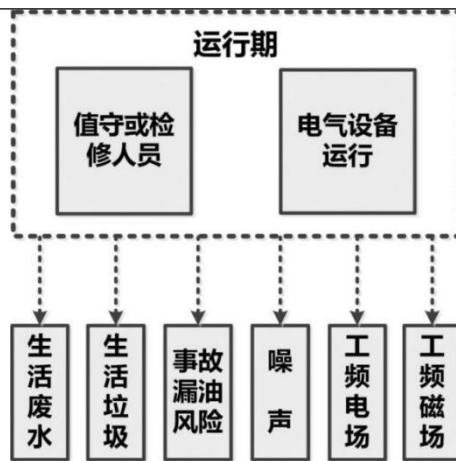 运行期
值守或检
修人员
电气设备
运行
生活废水
生活垃圾
事故
漏油
风险
噪声
工频电场
工频磁场